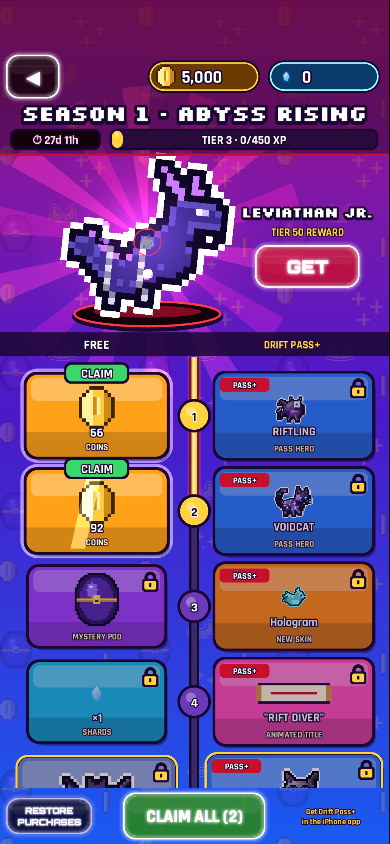 5,000
0
SEASON 1 - ABYSS RISING
27d 11h
TIER 3 · 0/450 XP
LEVIATHAN JR.
TIER 50 REWARD
GET
FREE
DRIFT PASS+
CLAIM
66
COINS
1
PASS+
RIFTLING
PASS HERO
CLAIM
92
COINS
2
PASS+
VOIDCAT
PASS HERO
MYSTERY POD
3
PASS+
Hologram
NEW SKIN
×1
SHARDS
4
PASS+
"RIFT DIVER"
ANIMATED TITLE
PASS+
RESTORE
PURCHASES
CLAIM ALL (2)
Get Drift Pass+
in the iPhone app